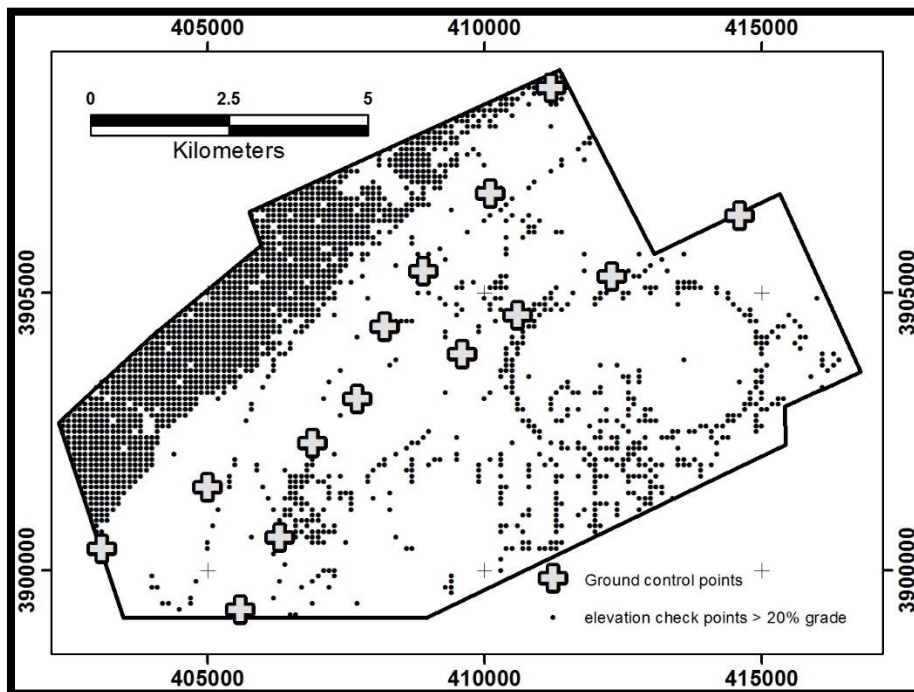 405000 410000 415000
0 2.5 5
Kilometers
3905000 3905000
3900000 3900000
Ground control points
elevation check points > 20% grade
405000 410000 415000